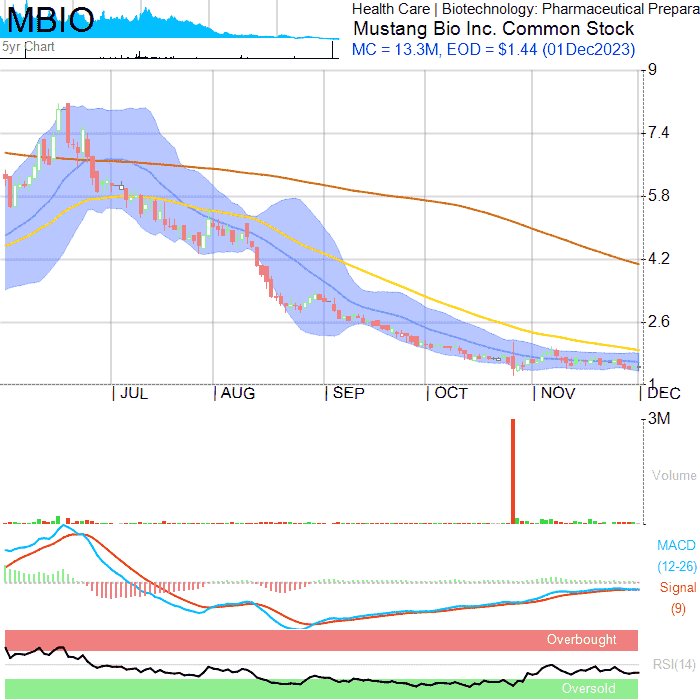 MBIO
5yr Chart
Health Care | Biotechnology: Pharmaceutical Prepara
Mustang Bio Inc. Common Stock
MC = 13.3M, EOD = $1.44 (01Dec2023)
9
7.4
5.8
4.2
2.6
1
| JUL | AUG | SEP | OCT | NOV | DEC
3M
Volume
MACD
(12-26)
Signal
(9)
Overbought
RSI(14)
Oversold